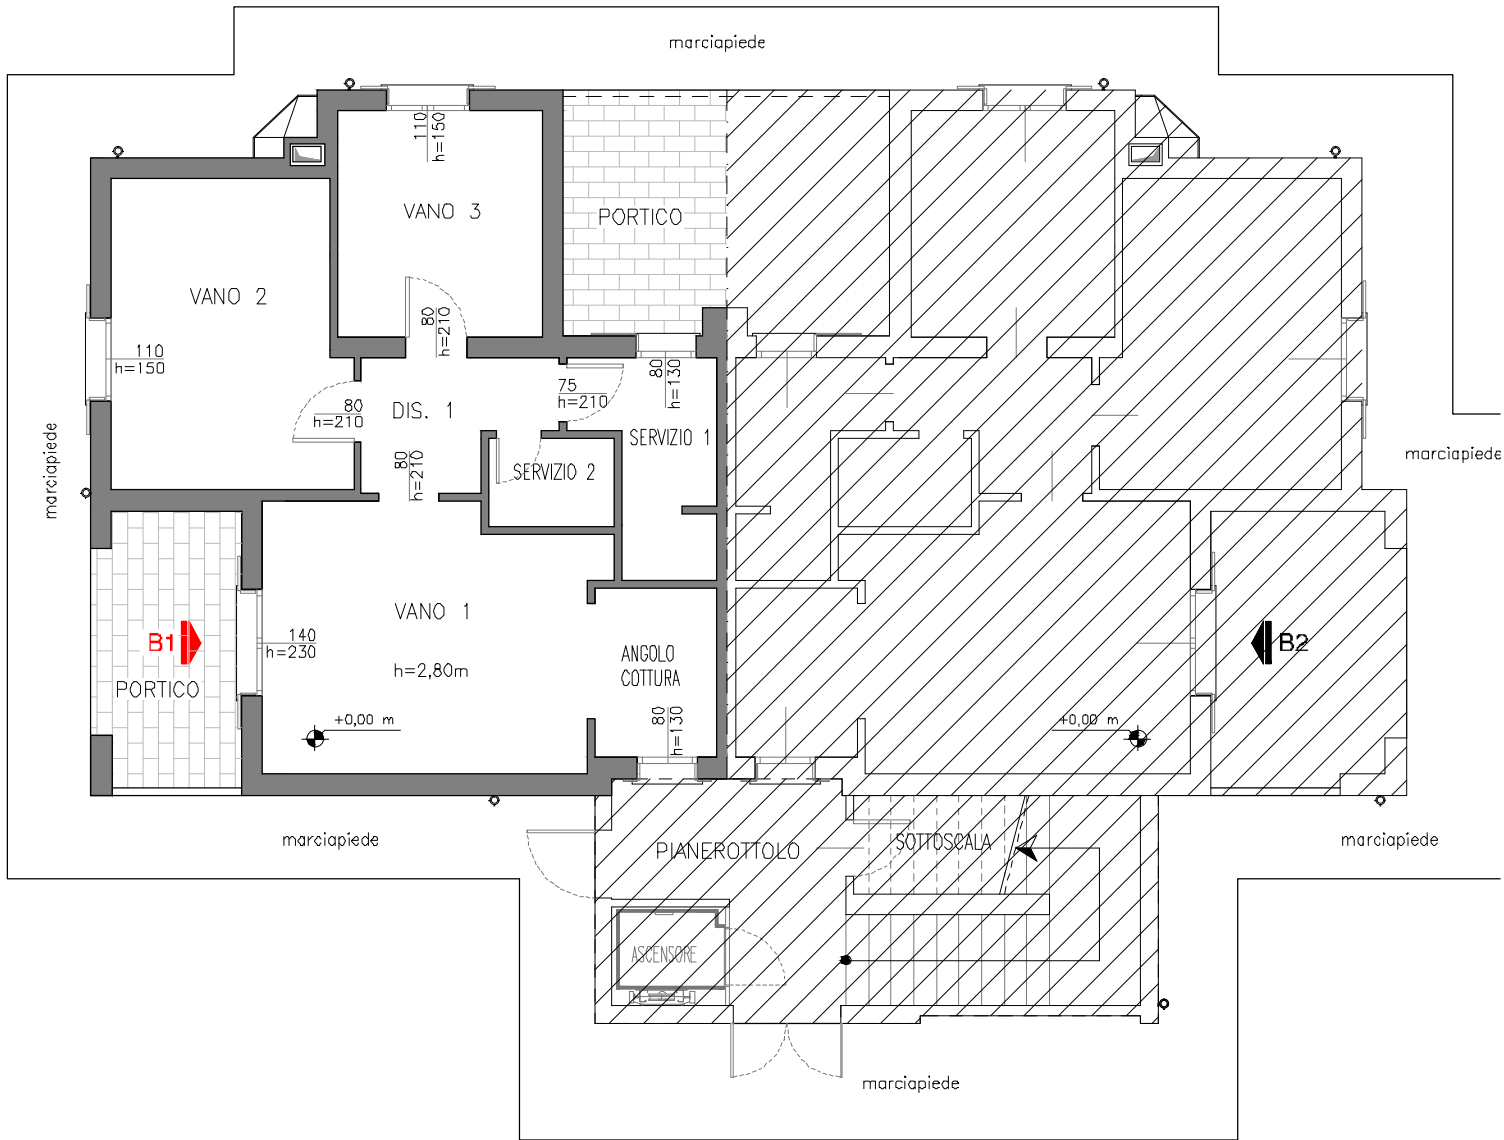 marciapiede
110
h=150
VANO 3
PORTICO
VANO 2
80
h=210
110
h=150
80
h=130
75
h=210
80
h=210
DIS. 1
SERVIZIO 1
80
h=210
SERVIZIO 2
marciapiede
marciapiede
VANO 1
B1
140
h=230
B2
ANGOLO
COTTURA
h=2,80m
PORTICO
80
h=130
+0,00 m
+0,00 m
marciapiede
PIANEROTTOLO
SOTTOSCALA
marciapiede
ASCENSORE
marciapiede